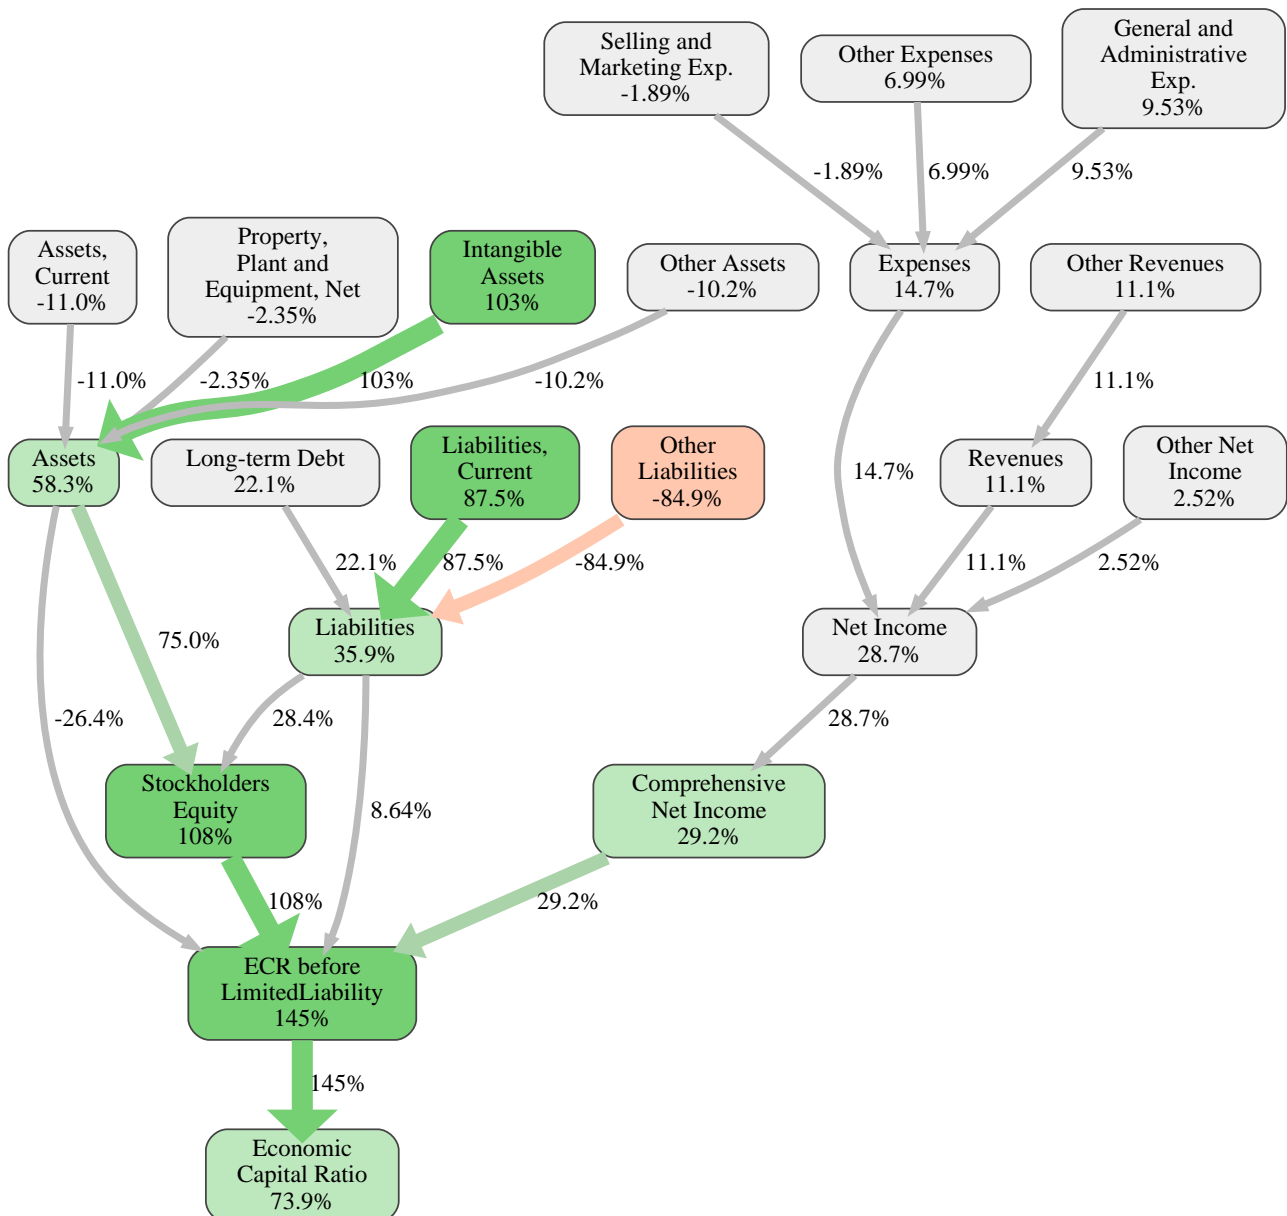 Selling and
Marketing Exp.
-1.89%
Other Expenses
6.99%
General and
Administrative
Exp.
9.53%
-1.89%
6.99%
9.53%
Assets,
Current
-11.0%
Property,
Plant and
Equipment, Net
-2.35%
Intangible
Assets
103%
Other Assets
-10.2%
Expenses
14.7%
Other Revenues
11.1%
-11.0%
-2.35%
103%
-10.2%
11.1%
Assets
58.3%
Long-term Debt
22.1%
Liabilities,
Current
87.5%
Other
Liabilities
-84.9%
14.7%
Revenues
11.1%
Other Net
Income
2.52%
22.1%
87.5%
-84.9%
11.1%
2.52%
75.0%
Liabilities
35.9%
Net Income
28.7%
-26.4%
28.4%
28.7%
Stockholders
Equity
108%
8.64%
Comprehensive
Net Income
29.2%
108%
29.2%
ECR before
LimitedLiability
145%
145%
Economic
Capital Ratio
73.9%